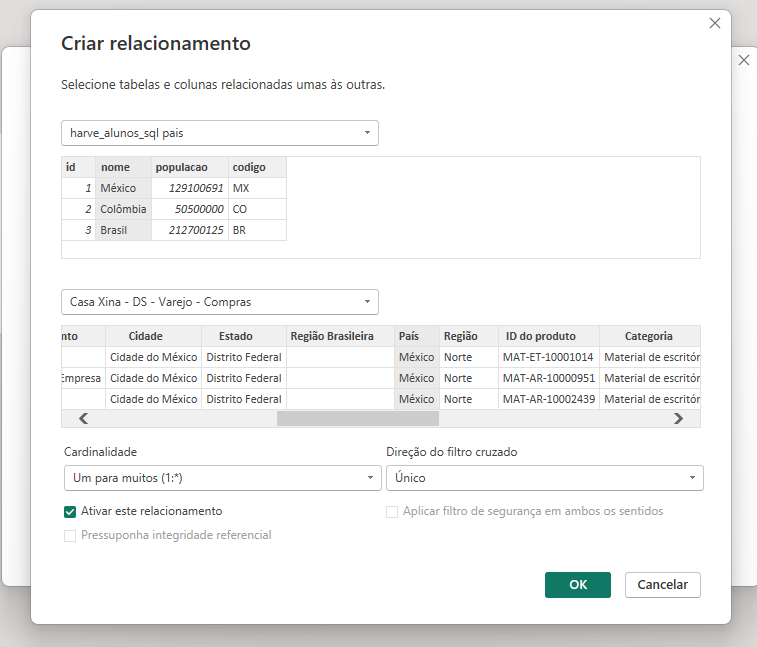 Criar relacionamento
Selecione tabelas e colunas relacionadas umas às outras.
harve_alunos_sql pais
id nome populacao codigo
1 México 129100691 MX
2 Colômbia 50500000 CO
3 Brasil 212700125 BR
Casa Xina - DS - Varejo - Compras
nto Cidade Estado Região Brasileira País Região ID do produto Categoria
Cidade do México Distrito Federal México Norte MAT-ET-10001014 Material de escritór
Empresa Cidade do México Distrito Federal México Norte MAT-AR-10000951 Material de escritór
Cidade do México Distrito Federal México Norte MAT-AR-10002439 Material de escritór
Cardinalidade Direção do filtro cruzado
Um para muitos (1:*) Único
Ativar este relacionamento Aplicar filtro de segurança em ambos os sentidos
Pressuponha integridade referencial
OK Cancelar